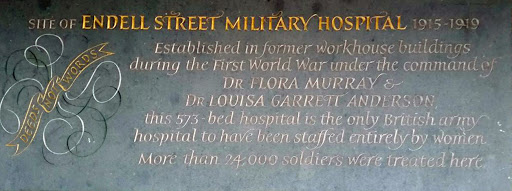 SITE OF ENDELL STREET MILITARY HOSPITAL 1915-1919
DEEDS NOT WORDS
Established in former workhouse buildings
during the First World War under the command of
DR FLORA MURRAY &
DR LOUISA GARRETT ANDERSON,
this 573-bed hospital is the only British army
hospital to have been staffed entirely by women.
More than 24,000 soldiers were treated here.